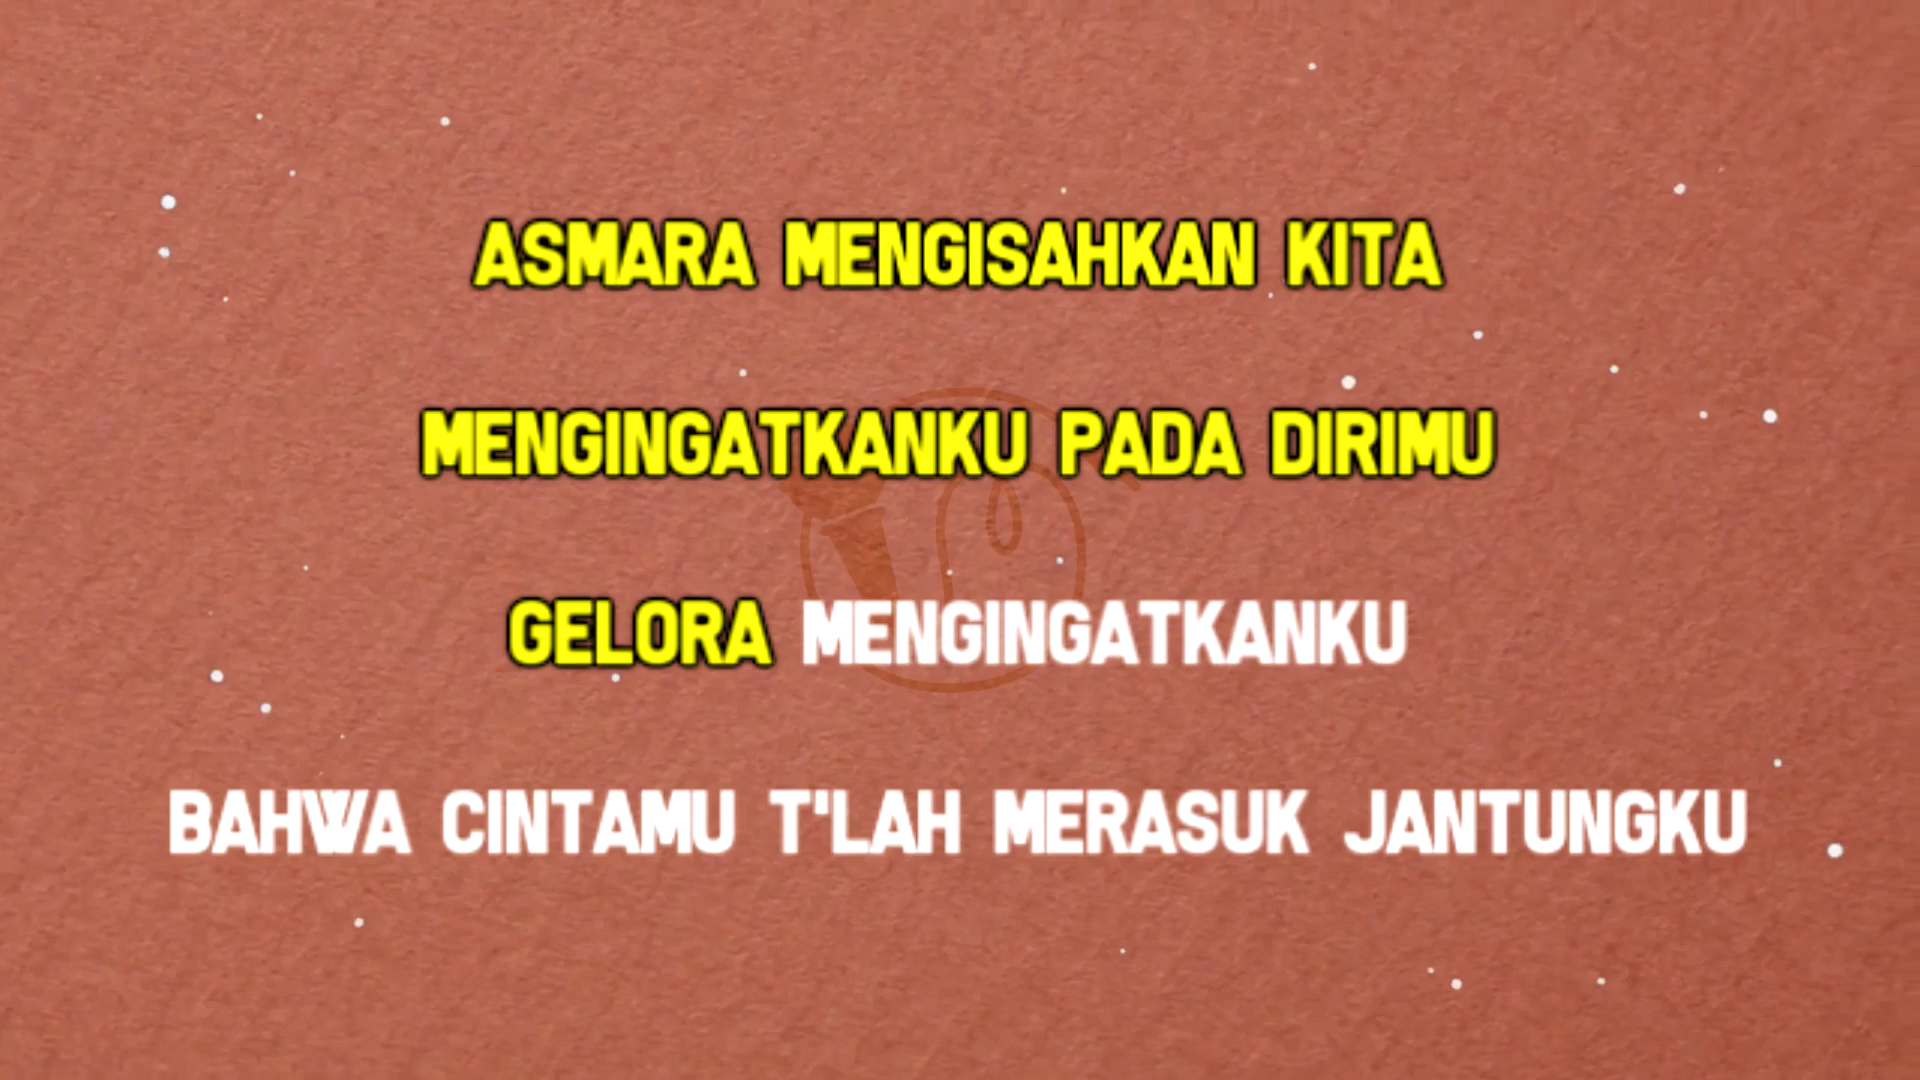 ASMARA MENGISAHKAN KITA
MENGINGATKANKU PADA DIRIMU
GELORA MENGINGATKANKU
BAHWA CINTAMU T'LAH MERASUK JANTUNGKU